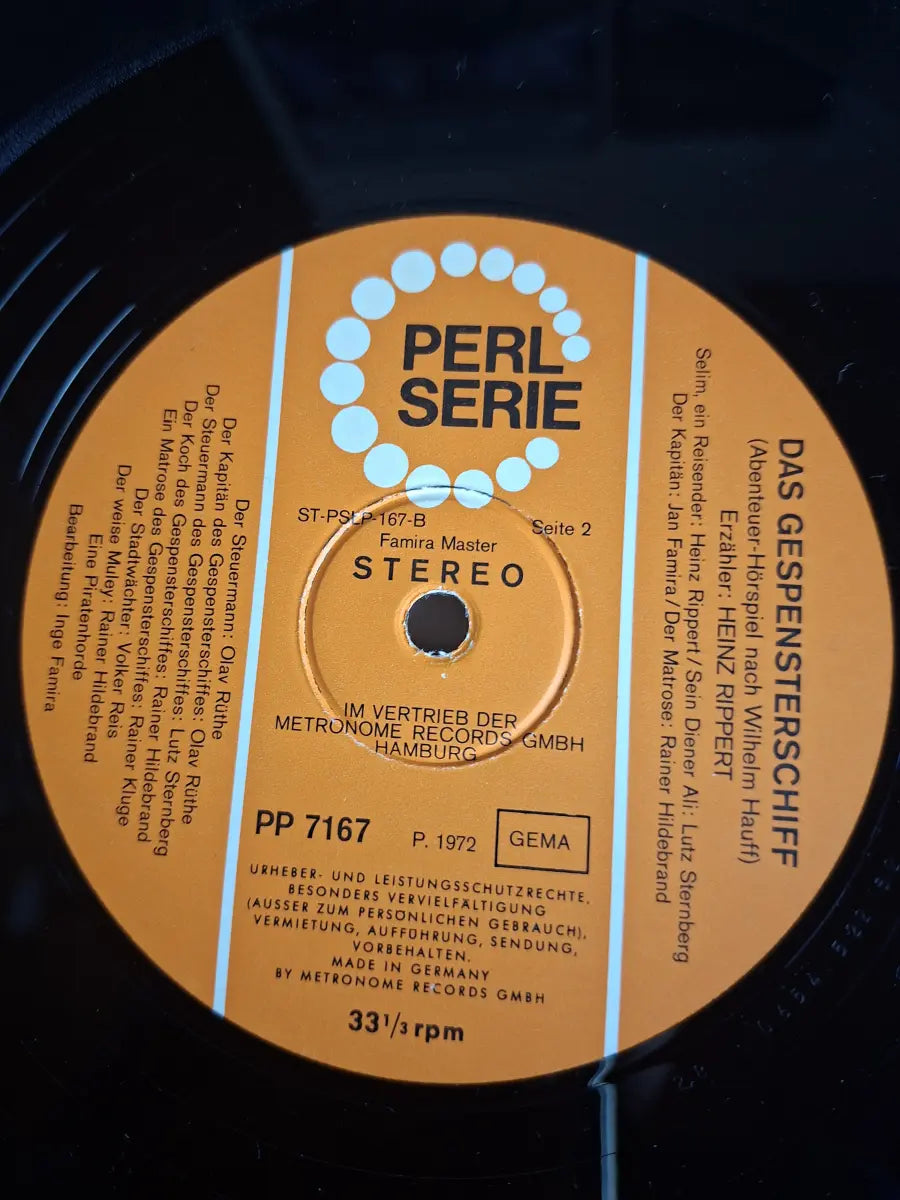 PERL
SERIE
ST-PSLP-167-B
Seite 2
Famira Master
STEREO
IM VERTRIEB DER
METRONOME RECORDS GMBH
HAMBURG
PP 7167
P. 1972
GEMA
URHEBER- UND LEISTUNGSSCHUTZRECHTE,
BESONDERS VERVIELFÄLTIGUNG
(AUSSER ZUM PERSÖNLICHEN GEBRAUCH),
VERMIETUNG, AUFFÜHRUNG, SENDUNG,
VORBEHALTEN.
MADE IN GERMANY
BY METRONOME RECORDS GMBH
33 1/3 rpm
DAS GESPENSTERSCHIFF
(Abenteuer-Hörspiel nach Wilhelm Hauff)
Erzähler: HEINZ RIPPERT
Selim, ein Reisender: Heinz Rippert / Sein Diener Ali: Lutz Sternberg
Der Kapitän: Jan Famira / Der Matrose: Rainer Hildebrand
Der Steuermann: Olav Rüthe
Der Kapitän des Gespensterschiffes: Olav Rüthe
Der Steuermann des Gespensterschiffes: Lutz Sternberg
Der Koch des Gespensterschiffes: Rainer Hildebrand
Ein Matrose des Gespensterschiffes: Rainer Kluge
Der Stadtwächter: Volker Reis
Der weise Muley: Rainer Hildebrand
Eine Piratenhorde
Bearbeitung: Inge Famira